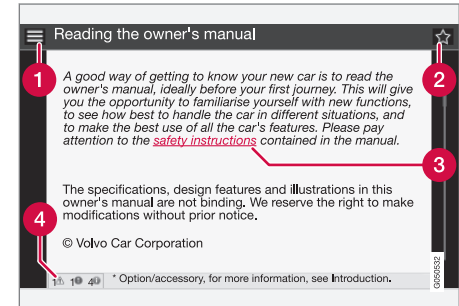 Reading the owner's manual
1
2
A good way of getting to know your new car is to read the
owner's manual, ideally before your first journey. This will give
you the opportunity to familiarise yourself with new functions,
to see how best to handle the car in different situations, and
to make the best use of all the car's features. Please pay
attention to the safety instructions contained in the manual.
3
The specifications, design features and illustrations in this
owner's manual are not binding. We reserve the right to make
modifications without prior notice.
4
© Volvo Car Corporation
1 1 4 * Option/accessory, for more information, see Introduction.
G050532